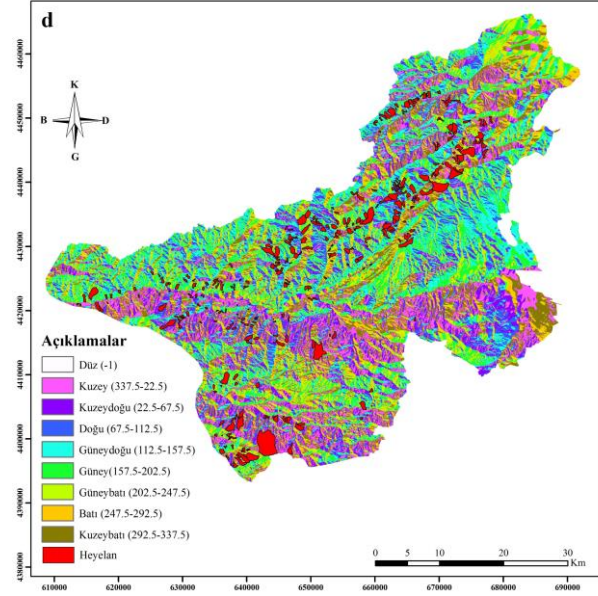 d
K
B
D
G
4460000
4450000
4440000
4430000
4420000
4410000
4400000
4390000
4380000
Açıklamalar
Düz (-1)
Kuzey (337.5-22.5)
Kuzeydoğu (22.5-67.5)
Doğu (67.5-112.5)
Güneydoğu (112.5-157.5)
Güney(157.5-202.5)
Güneybatı (202.5-247.5)
Batı (247.5-292.5)
Kuzeybatı (292.5-337.5)
Heyelan
0 5 10 20 30
Km
610000 620000 630000 640000 650000 660000 670000 680000 690000